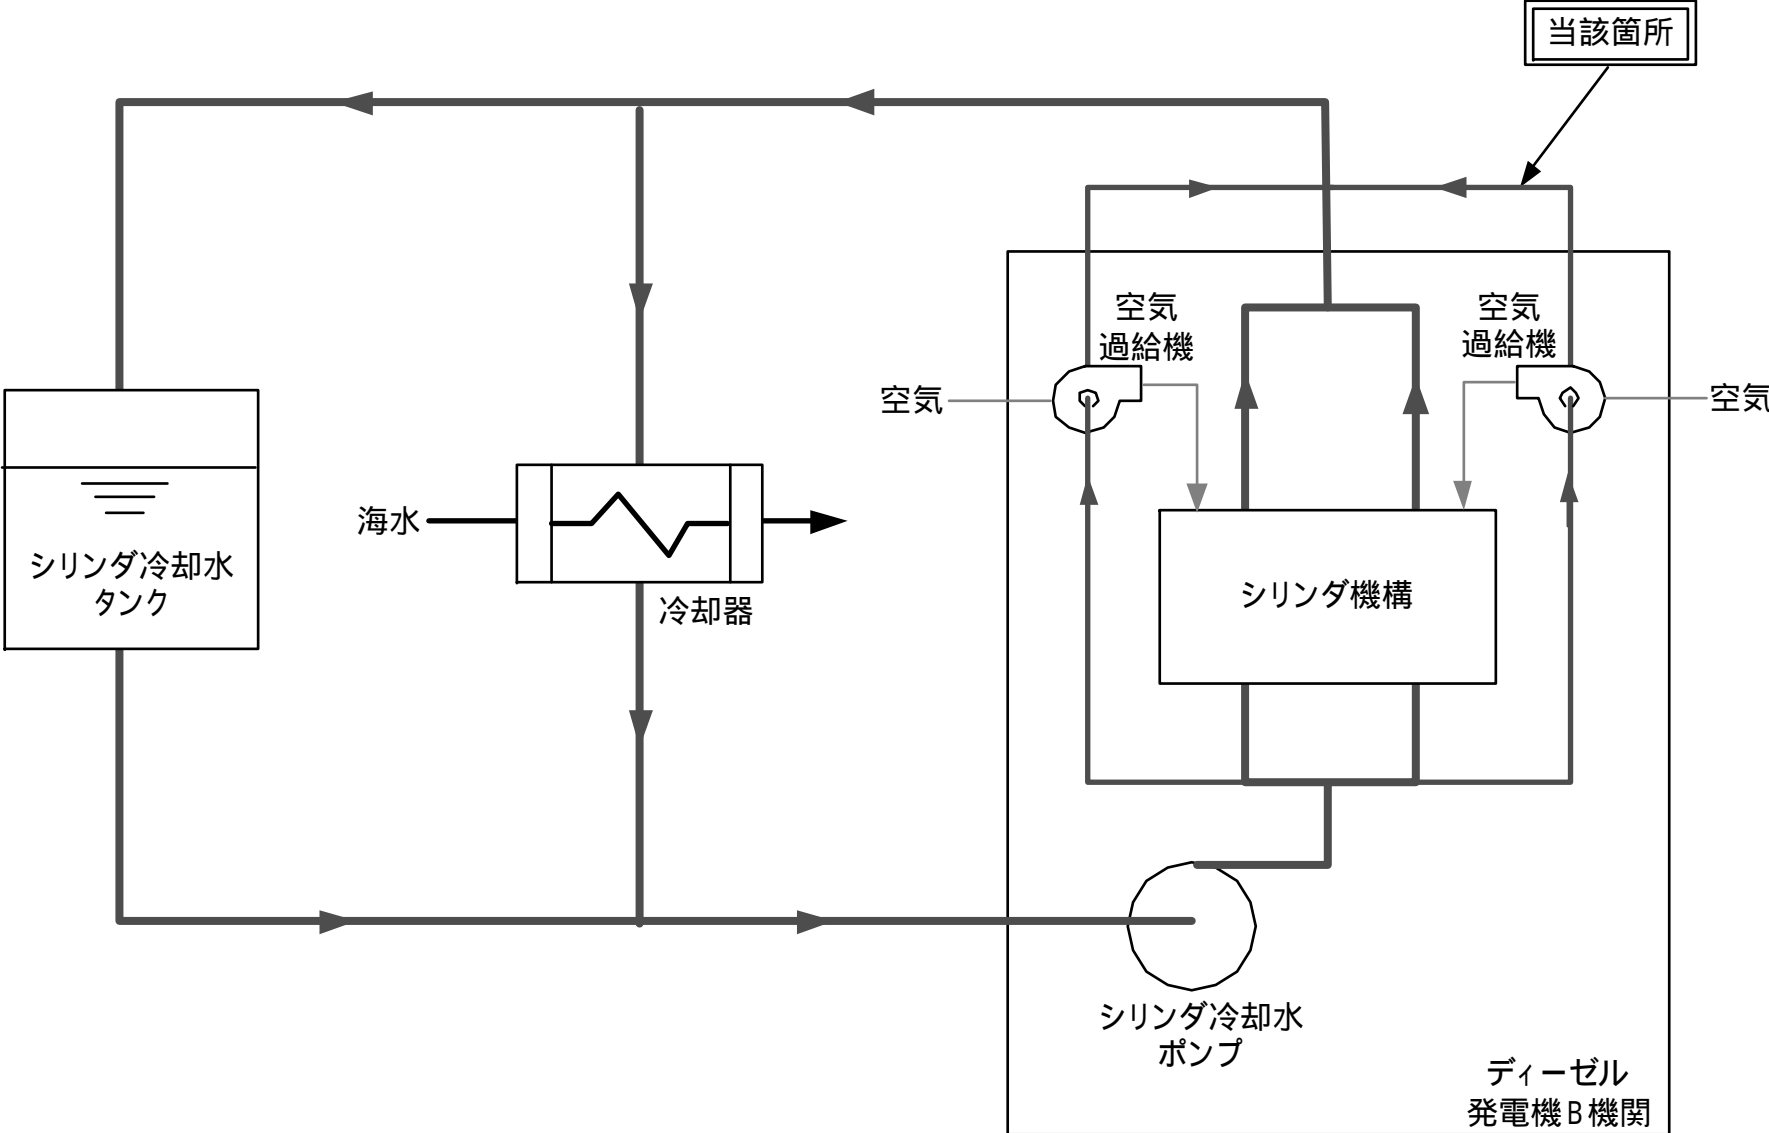 当該箇所
空気
過給機
空気
過給機
空気
空気
海水
シリンダ冷却水
タンク
冷却器
シリンダ機構
シリンダ冷却水
ポンプ
ディーゼル
発電機B機関